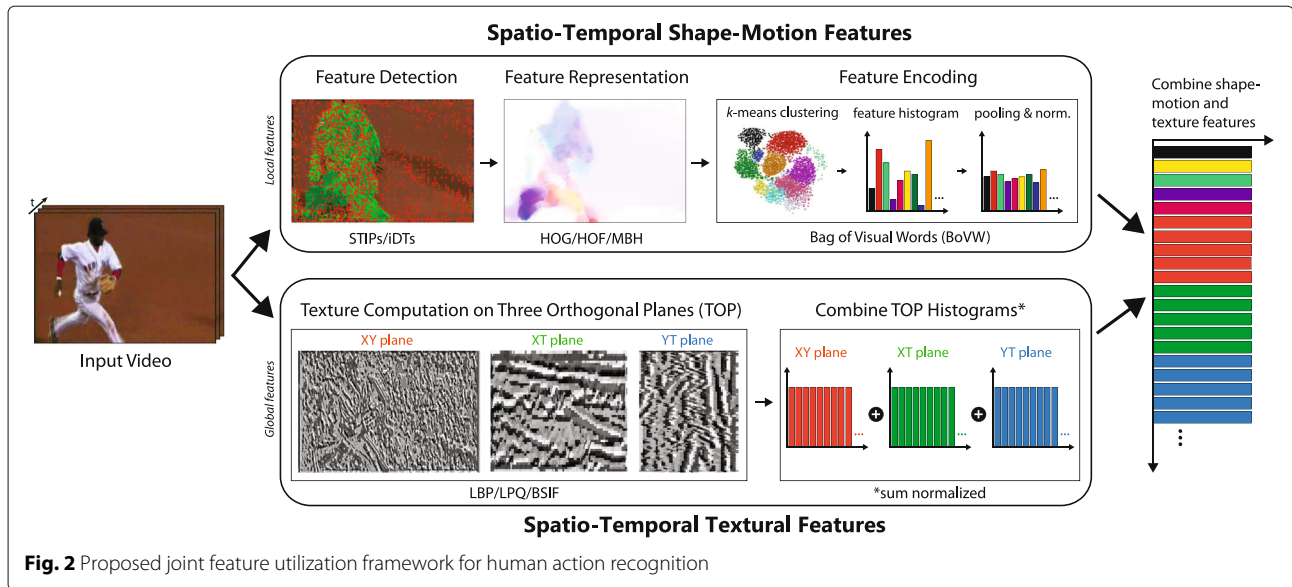 Spatio-Temporal Shape-Motion Features
Feature Detection
Feature Representation
Feature Encoding
Local features
k-means clustering
feature histogram
pooling & norm.
...
...
STIPs/iDTs
HOG/HOF/MBH
Bag of Visual Words (BoVW)
Combine shape-
motion and
texture features
t
Input Video
Texture Computation on Three Orthogonal Planes (TOP)
Combine TOP Histograms*
Global features
XY plane
XT plane
YT plane
XY plane
XT plane
YT plane
...
...
...
LBP/LPQ/BSIF
*sum normalized
Spatio-Temporal Textural Features
Fig. 2 Proposed joint feature utilization framework for human action recognition